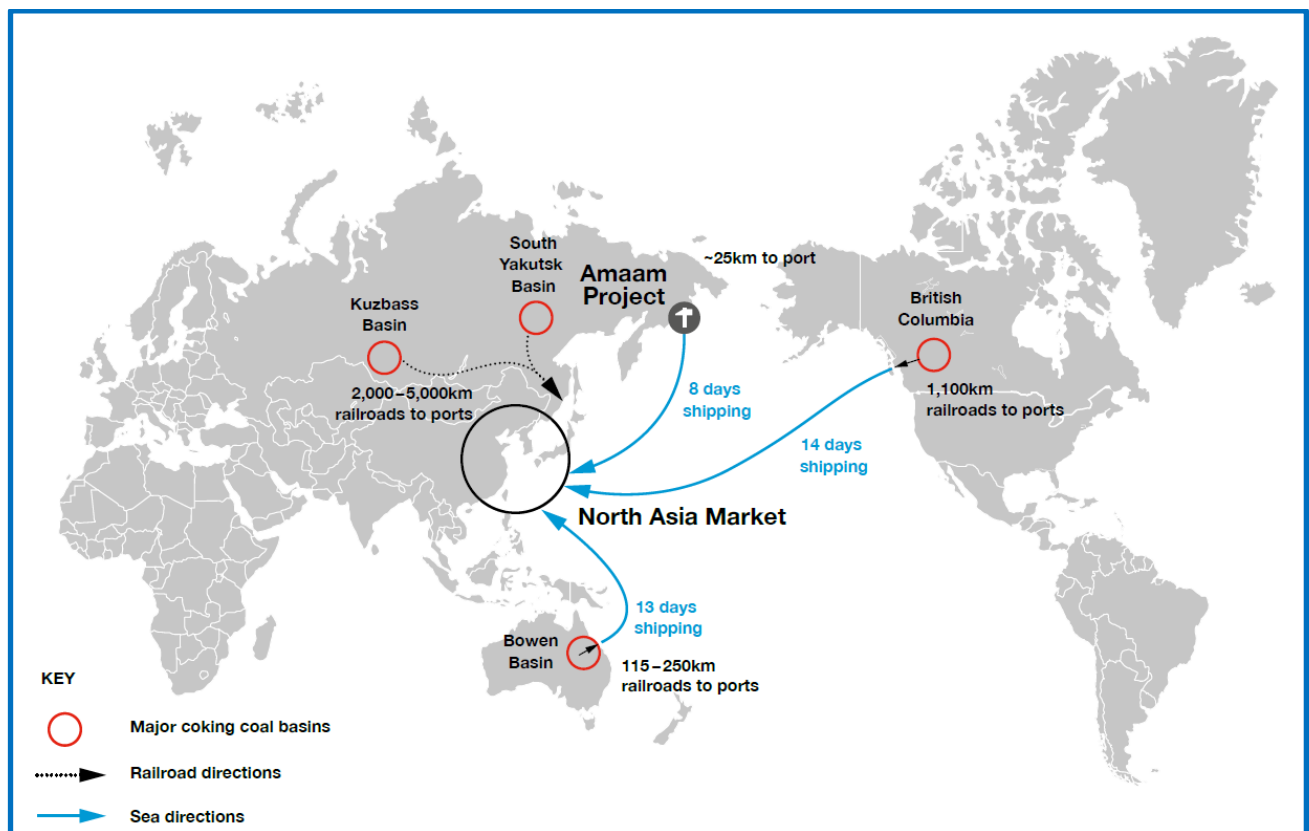 South
Yakutsk
Basin
Amaam
Project
~25km to port
Kuzbass
Basin
British
Columbia
2,000–5,000km
railroads to ports
8 days
shipping
1,100km
railroads to ports
14 days
shipping
North Asia Market
13 days
shipping
Bowen
Basin
115–250km
railroads to ports
KEY
Major coking coal basins
Railroad directions
Sea directions